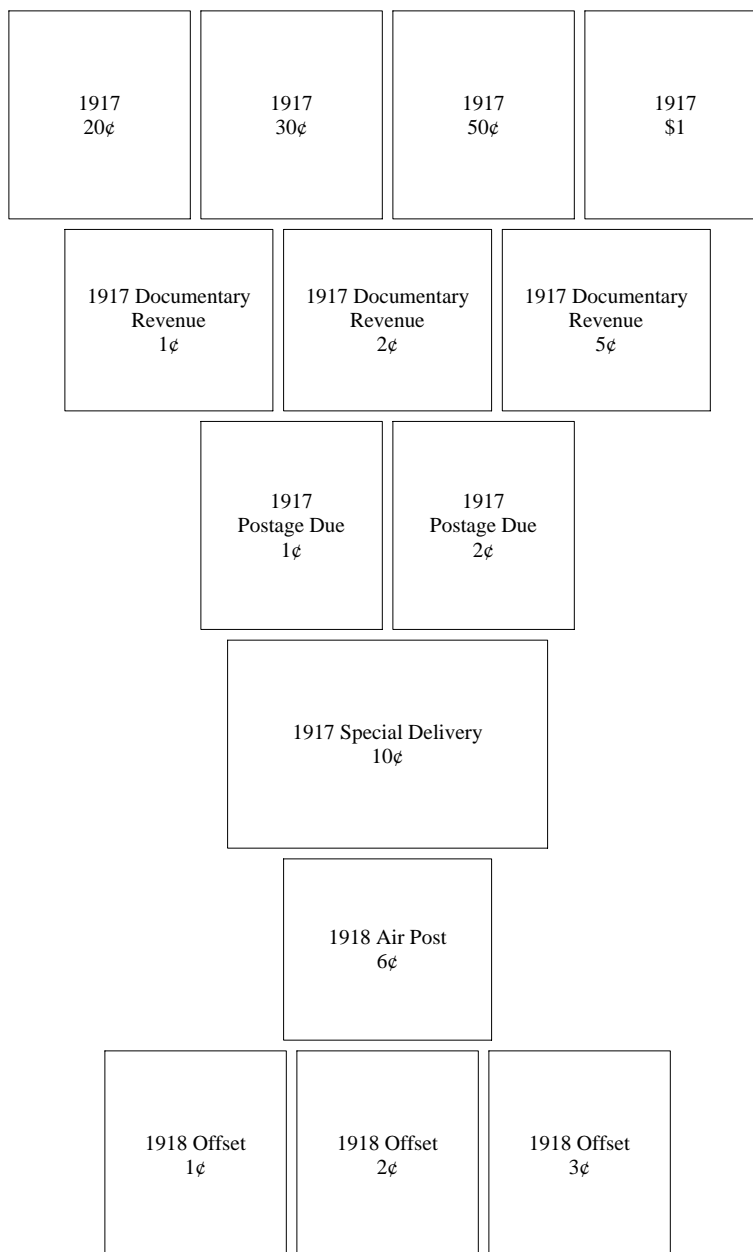 1917
20¢
1917
30¢
1917
50¢
1917
$1
1917 Documentary
Revenue
1¢
1917 Documentary
Revenue
2¢
1917 Documentary
Revenue
5¢
1917
Postage Due
1¢
1917
Postage Due
2¢
1917 Special Delivery
10¢
1918 Air Post
6¢
1918 Offset
1¢
1918 Offset
2¢
1918 Offset
3¢